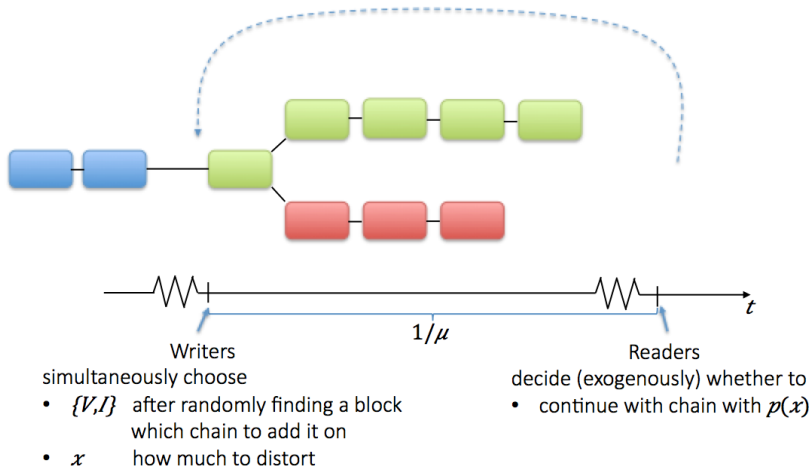 t
1/μ
Writers
simultaneously choose
• {V,I} after randomly finding a block
which chain to add it on
• x how much to distort
Readers
decide (exogenously) whether to
• continue with chain with p(x)